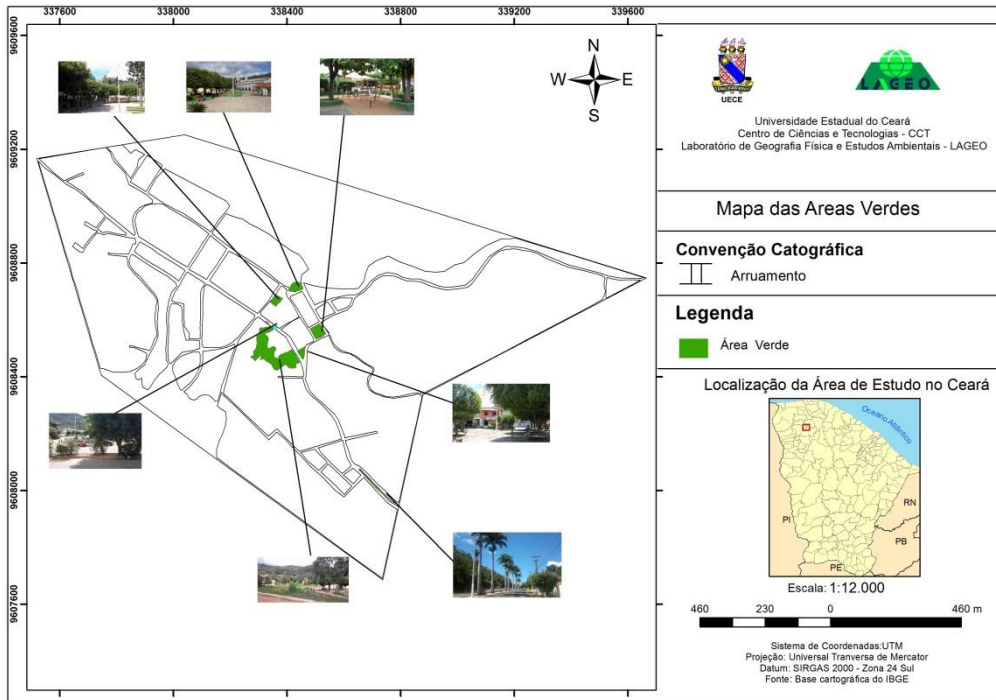 337600 338000 338400 338800 339200 339600
9609600
9609200
9608800
9608400
9608000
9607600
N
W E
S
UECE
LAGEO
Universidade Estadual do Ceará
Centro de Ciências e Tecnologias - CCT
Laboratório de Geografia Física e Estudos Ambientais - LAGEO
Mapa das Areas Verdes
Convenção Catográfica
Arruamento
Legenda
Área Verde
Localização da Área de Estudo no Ceará
Oceano Atlântico
RN
PI
PB
PE
Escala: 1:12.000
460 230 0 460 m
Sistema de Coordenadas:UTM
Projeção: Universal Tranversa de Mercator
Datum: SIRGAS 2000 - Zona 24 Sul
Fonte: Base cartográfica do IBGE